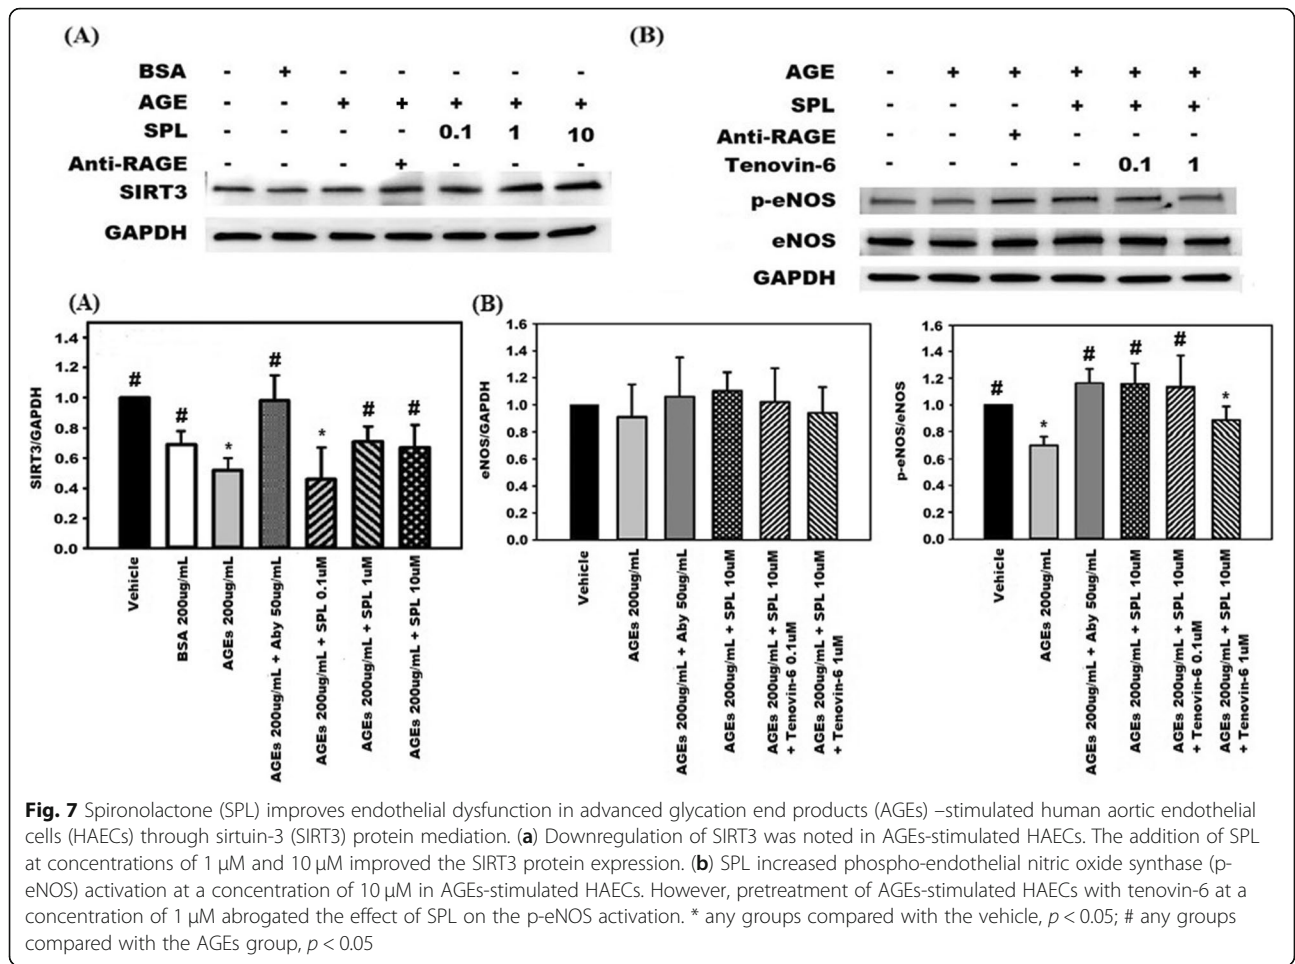 (A)
BSA - + - - - - -
AGE - - + + + + +
SPL - - - - 0.1 1 10
Anti-RAGE - - - + - - -
SIRT3
GAPDH
(B)
AGE - + + + + +
SPL - - - + + +
Anti-RAGE - - + - - -
Tenovin-6 - - - - 0.1 1
p-eNOS
eNOS
GAPDH
(A)
SIRT3/GAPDH
1.4
1.2
1.0
0.8
0.6
0.4
0.2
0.0
# # * # * # #
Vehicle
BSA 200ug/mL
AGEs 200ug/mL
AGEs 200ug/mL + Aby 50ug/mL
AGEs 200ug/mL + SPL 0.1uM
AGEs 200ug/mL + SPL 1uM
AGEs 200ug/mL + SPL 10uM
(B)
eNOS/GAPDH
1.6
1.4
1.2
1.0
0.8
0.6
0.4
0.2
0.0
Vehicle
AGEs 200ug/mL
AGEs 200ug/mL + Aby 50ug/mL
AGEs 200ug/mL + SPL 10uM
AGEs 200ug/mL + SPL 10uM
+ Tenovin-6 0.1uM
AGEs 200ug/mL + SPL 10uM
+ Tenovin-6 1uM
p-eNOS/eNOS
1.6
1.4
1.2
1.0
0.8
0.6
0.4
0.2
0.0
# * # # # *
Vehicle
AGEs 200ug/mL
AGEs 200ug/mL + Aby 50ug/mL
AGEs 200ug/mL + SPL 10uM
AGEs 200ug/mL + SPL 10uM
+ Tenovin-6 0.1uM
AGEs 200ug/mL + SPL 10uM
+ Tenovin-6 1uM
Fig. 7 Spironolactone (SPL) improves endothelial dysfunction in advanced glycation end products (AGEs) –stimulated human aortic endothelial
cells (HAECs) through sirtuin-3 (SIRT3) protein mediation. (a) Downregulation of SIRT3 was noted in AGEs-stimulated HAECs. The addition of SPL
at concentrations of 1 μM and 10 μM improved the SIRT3 protein expression. (b) SPL increased phospho-endothelial nitric oxide synthase (p-
eNOS) activation at a concentration of 10 μM in AGEs-stimulated HAECs. However, pretreatment of AGEs-stimulated HAECs with tenovin-6 at a
concentration of 1 μM abrogated the effect of SPL on the p-eNOS activation. * any groups compared with the vehicle, p < 0.05; # any groups
compared with the AGEs group, p < 0.05